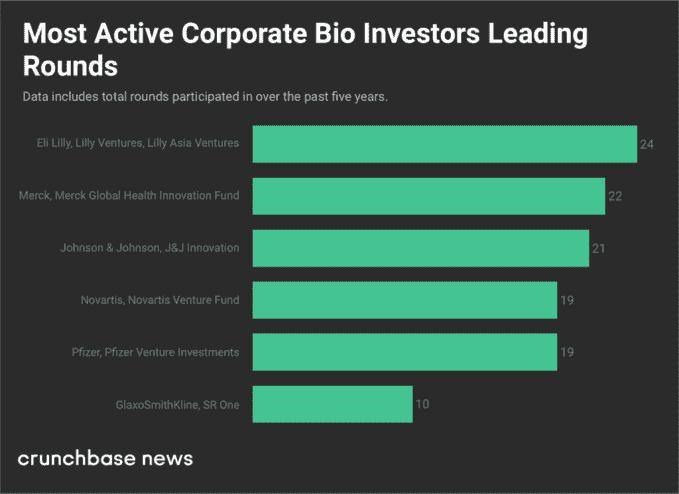 Most Active Corporate Bio Investors Leading
Rounds
Data includes total rounds participated in over the past five years.
Eli Lilly, Lilly Ventures, Lilly Asia Ventures
24
Merck, Merck Global Health Innovation Fund
22
Johnson & Johnson, J&J Innovation
21
Novartis, Novartis Venture Fund
19
Pfizer, Pfizer Venture Investments
19
GlaxoSmithKline, SR One
10
crunchbase news